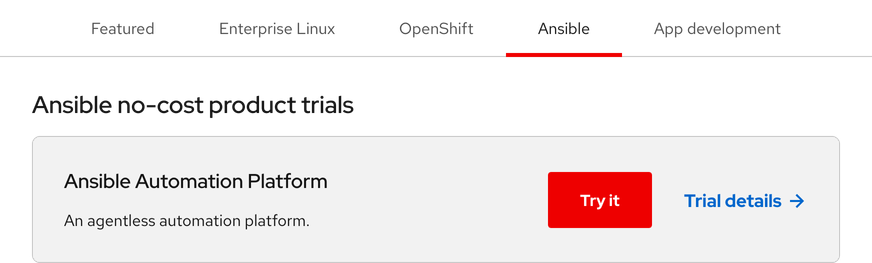 Featured Enterprise Linux OpenShift Ansible App development
Ansible no-cost product trials
Ansible Automation Platform
An agentless automation platform.
Try it
Trial details →